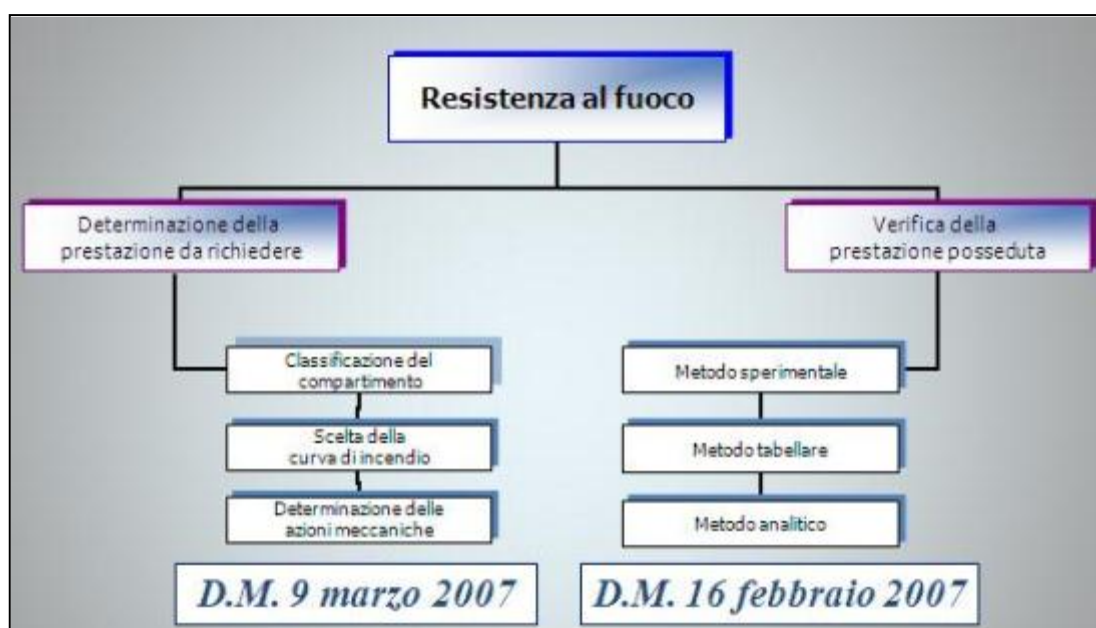 Resistenza al fuoco
Determinazione della
prestazione da richiedere
Verifica della
prestazione posseduta
Classificazione del
compartimento
Scelta della
curva di incendio
Determinazione delle
azioni meccaniche
Metodo sperimentale
Metodo tabellare
Metodo analitico
D.M. 9 marzo 2007
D.M. 16 febbraio 2007